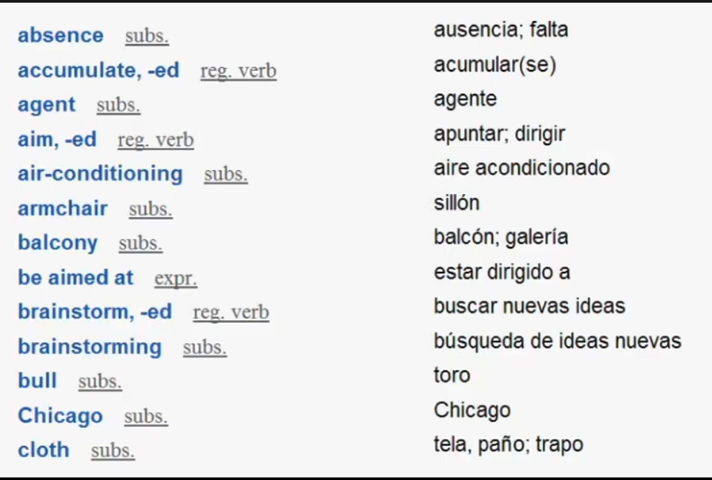 absence subs. ausencia; falta
accumulate, -ed reg. verb acumular(se)
agent subs. agente
aim, -ed reg. verb apuntar; dirigir
air-conditioning subs. aire acondicionado
armchair subs. sillón
balcony subs. balcón; galería
be aimed at expr. estar dirigido a
brainstorm, -ed reg. verb buscar nuevas ideas
brainstorming subs. búsqueda de ideas nuevas
bull subs. toro
Chicago subs. Chicago
cloth subs. tela, paño; trapo